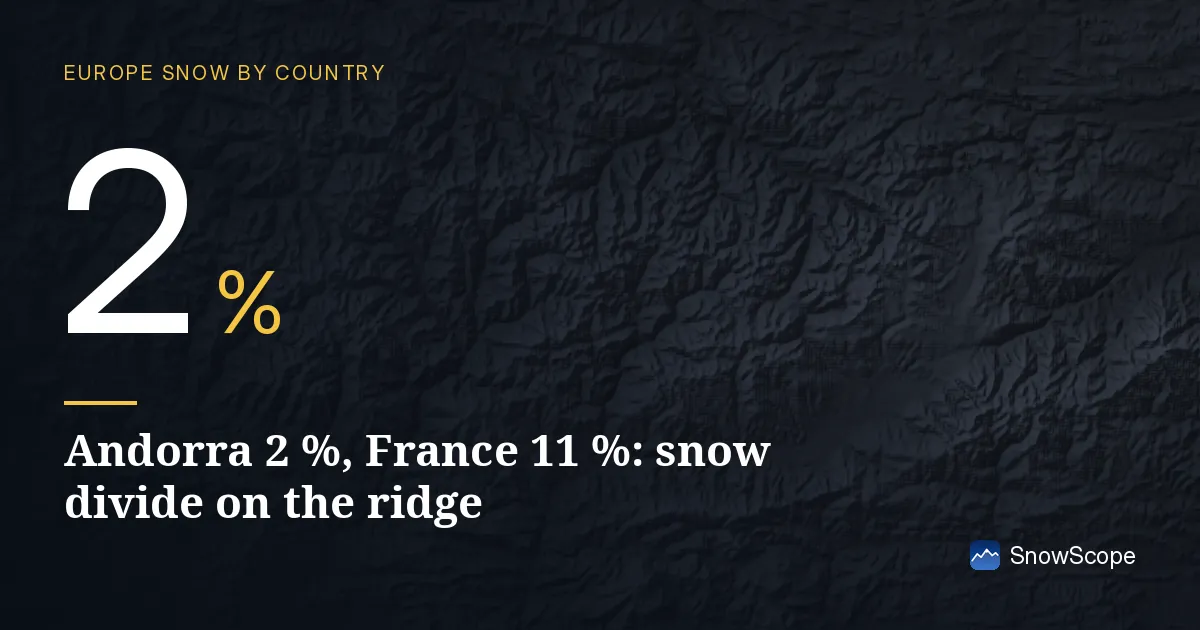 EUROPE SNOW BY COUNTRY
2 %
Andorra 2 %, France 11 %: snow
divide on the ridge
SnowScope